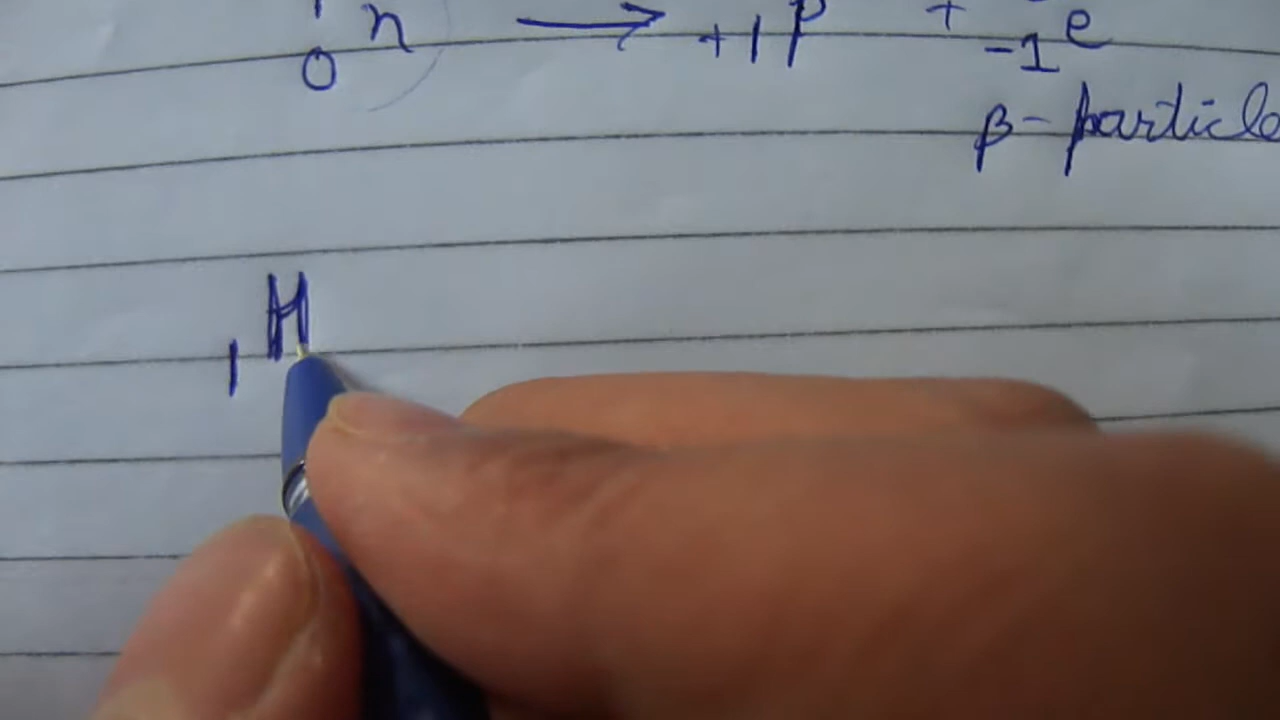 ₀n → ₊₁p + ₋₁e
β- particle
₁H